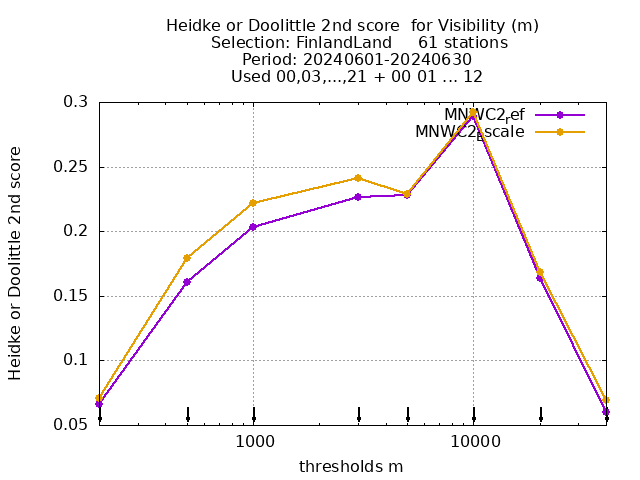 Heidke or Doolittle 2nd score  for Visibility (m)
Selection: FinlandLand     61 stations
Period: 20240601-20240630
Used 00,03,...,21 + 00 01 ... 12
MNWC2_ref
MNWC2_Escale
0.3
0.25
0.2
0.15
0.1
0.05
Heidke or Doolittle 2nd score
1000
10000
thresholds m